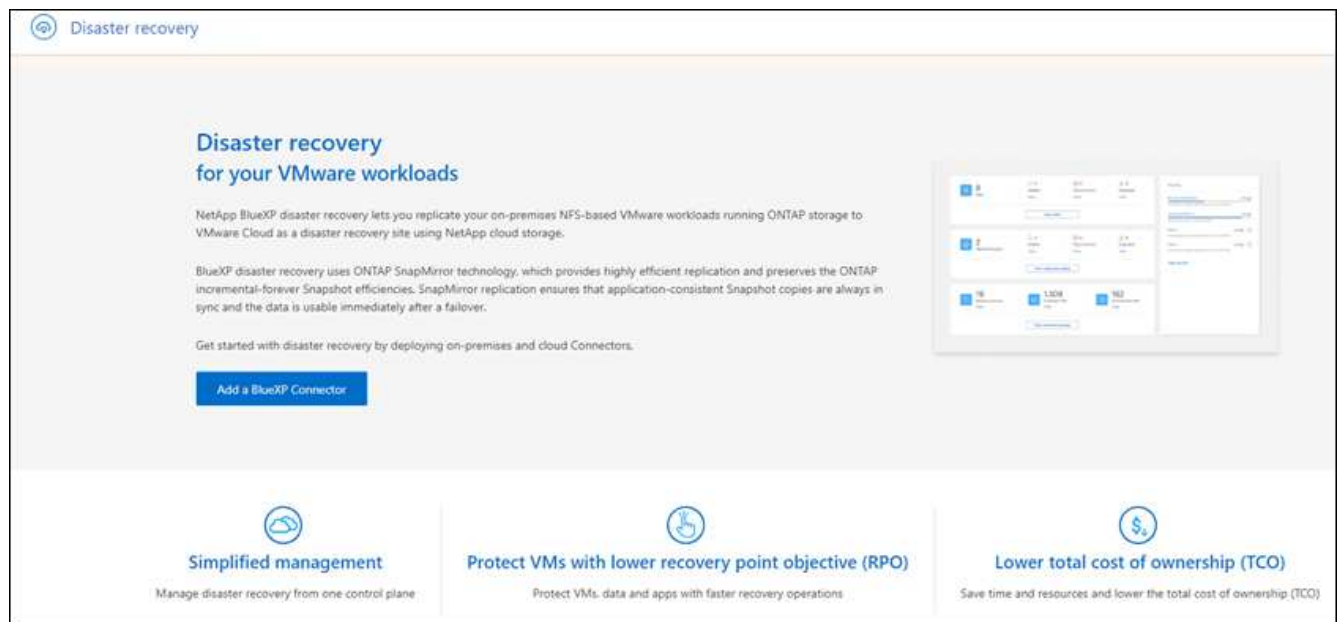 Disaster recovery
Disaster recovery
for your VMware workloads
NetApp BlueXP disaster recovery lets you replicate your on-premises NFS-based VMware workloads running ONTAP storage to
VMware Cloud as a disaster recovery site using NetApp cloud storage.
BlueXP disaster recovery uses ONTAP SnapMirror technology, which provides highly efficient replication and preserves the ONTAP
incremental-forever Snapshot efficiencies. SnapMirror replication ensures that application-consistent Snapshot copies are always in
sync and the data is usable immediately after a failover.
Get started with disaster recovery by deploying on-premises and cloud Connectors.
Add a BlueXP Connector
Simplified management
Manage disaster recovery from one control plane
Protect VMs with lower recovery point objective (RPO)
Protect VMs, data and apps with faster recovery operations
Lower total cost of ownership (TCO)
Save time and resources and lower the total cost of ownership (TCO)